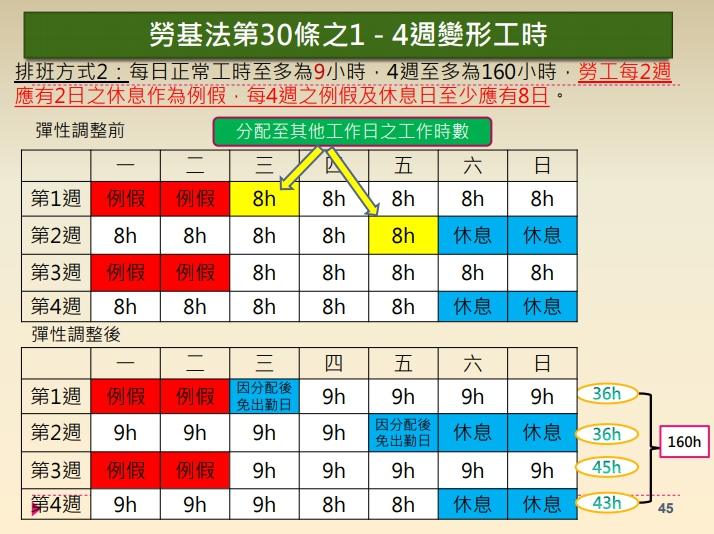 勞基法第30條之1 - 4週變形工時
排班方式2：每日正常工時至多為9小時，4週至多為160小時，勞工每2週
應有2日之休息作為例假，每4週之例假及休息日至少應有8日。
彈性調整前
分配至其他工作日之工作時數
一 二 三 四 五 六 日
第1週 例假 例假 8h 8h 8h 8h 8h
第2週 8h 8h 8h 8h 8h 休息 休息
第3週 例假 例假 8h 8h 8h 8h 8h
第4週 8h 8h 8h 8h 8h 休息 休息
彈性調整後
一 二 三 四 五 六 日
第1週 例假 例假 因分配後免出勤日 9h 9h 9h 9h 36h
第2週 9h 9h 9h 9h 因分配後免出勤日 休息 休息 36h
160h
第3週 例假 例假 9h 9h 9h 9h 9h 45h
第4週 9h 9h 9h 8h 8h 休息 休息 43h
45